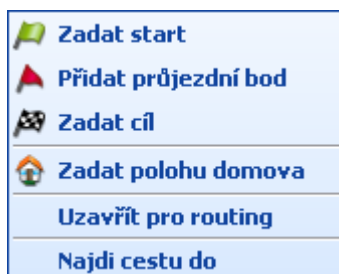 Zadat start
Přidat průjezdní bod
Zadat cíl
Zadat polohu domova
Uzavřít pro routing
Najdi cestu do